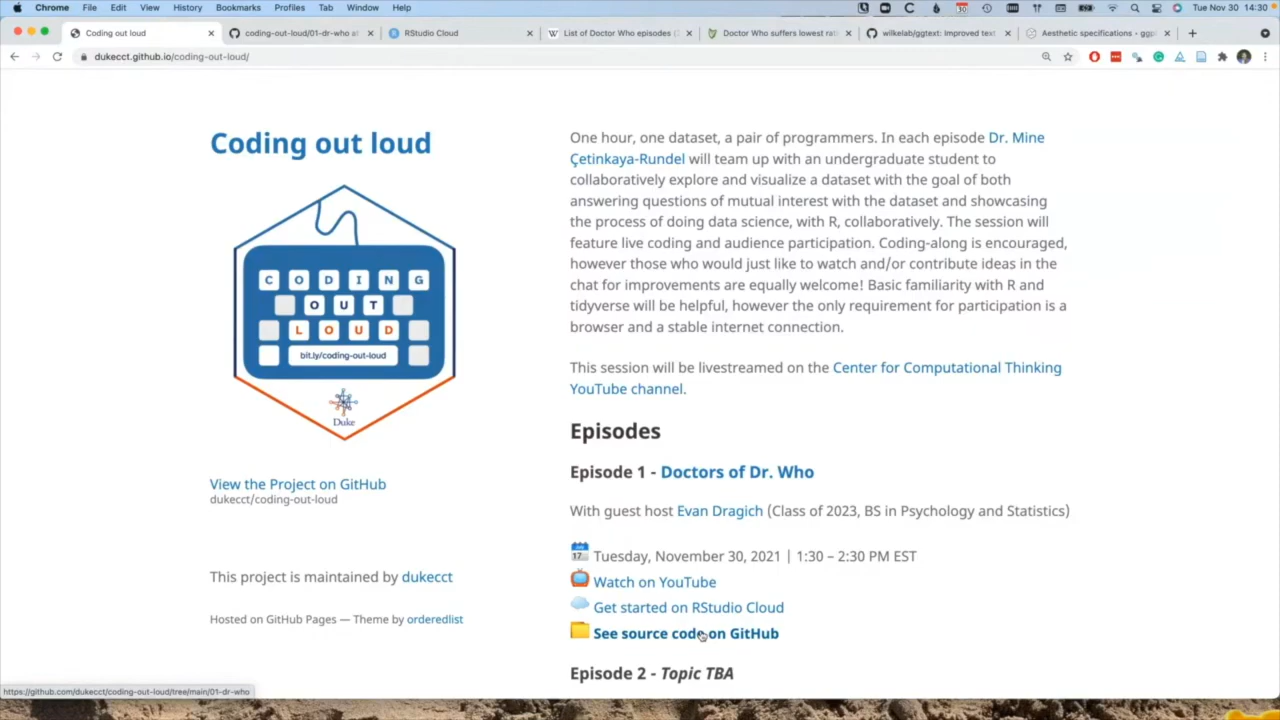 Chrome File Edit View History Bookmarks Profiles Tab Window Help
Tue Nov 30 14:30
Coding out loud
coding-out-loud/01-dr-who at
RStudio Cloud
List of Doctor Who episodes (
Doctor Who suffers lowest rat
wilkelab/ggtext: Improved text
Aesthetic specifications • ggp
dukecct.github.io/coding-out-loud/
Coding out loud
C O D I N G
O U T
L O U D
bit.ly/coding-out-loud
Duke
View the Project on GitHub
dukecct/coding-out-loud
This project is maintained by dukecct
Hosted on GitHub Pages — Theme by orderedlist
One hour, one dataset, a pair of programmers. In each episode Dr. Mine
Çetinkaya-Rundel will team up with an undergraduate student to
collaboratively explore and visualize a dataset with the goal of both
answering questions of mutual interest with the dataset and showcasing
the process of doing data science, with R, collaboratively. The session will
feature live coding and audience participation. Coding-along is encouraged,
however those who would just like to watch and/or contribute ideas in the
chat for improvements are equally welcome! Basic familiarity with R and
tidyverse will be helpful, however the only requirement for participation is a
browser and a stable internet connection.
This session will be livestreamed on the Center for Computational Thinking
YouTube channel.
Episodes
Episode 1 - Doctors of Dr. Who
With guest host Evan Dragich (Class of 2023, BS in Psychology and Statistics)
Tuesday, November 30, 2021 | 1:30 – 2:30 PM EST
Watch on YouTube
Get started on RStudio Cloud
See source code on GitHub
Episode 2 - Topic TBA
https://github.com/dukecct/coding-out-loud/tree/main/01-dr-who